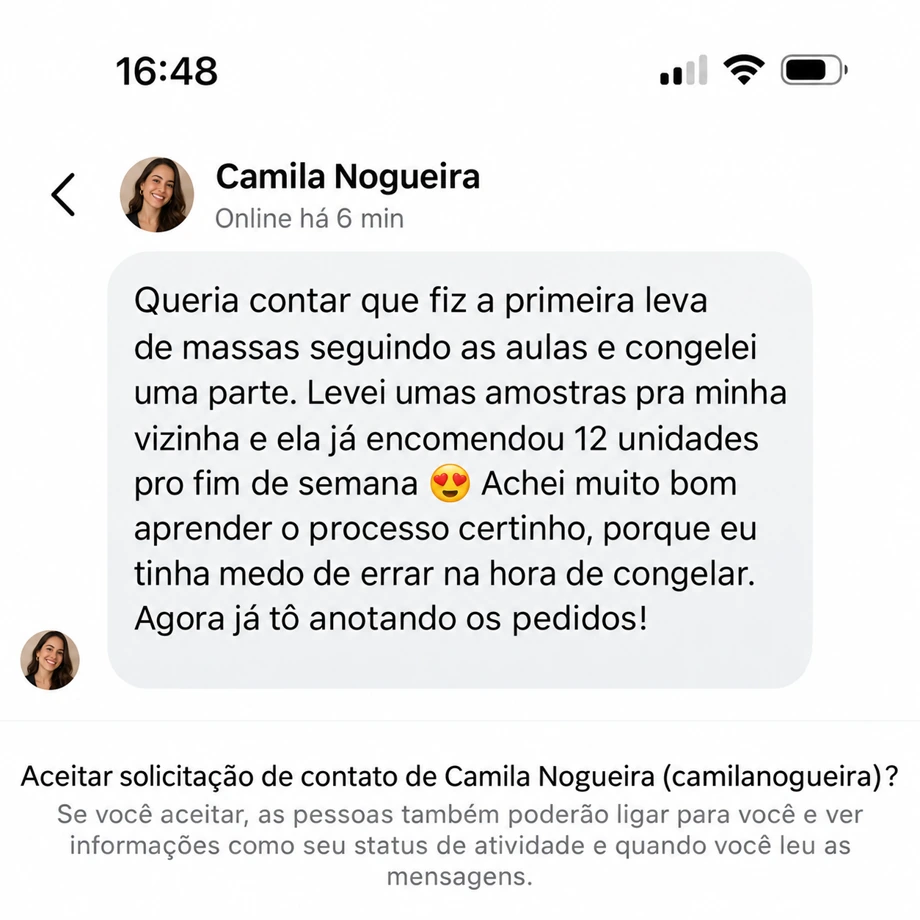 16:48
Camila Nogueira
Online há 6 min
Queria contar que fiz a primeira leva
de massas seguindo as aulas e congelei
uma parte. Levei umas amostras pra minha
vizinha e ela já encomendou 12 unidades
pro fim de semana 😍 Achei muito bom
aprender o processo certinho, porque eu
tinha medo de errar na hora de congelar.
Agora já tô anotando os pedidos!
Aceitar solicitação de contato de Camila Nogueira (camilanogueira)?
Se você aceitar, as pessoas também poderão ligar para você e ver
informações como seu status de atividade e quando você leu as
mensagens.